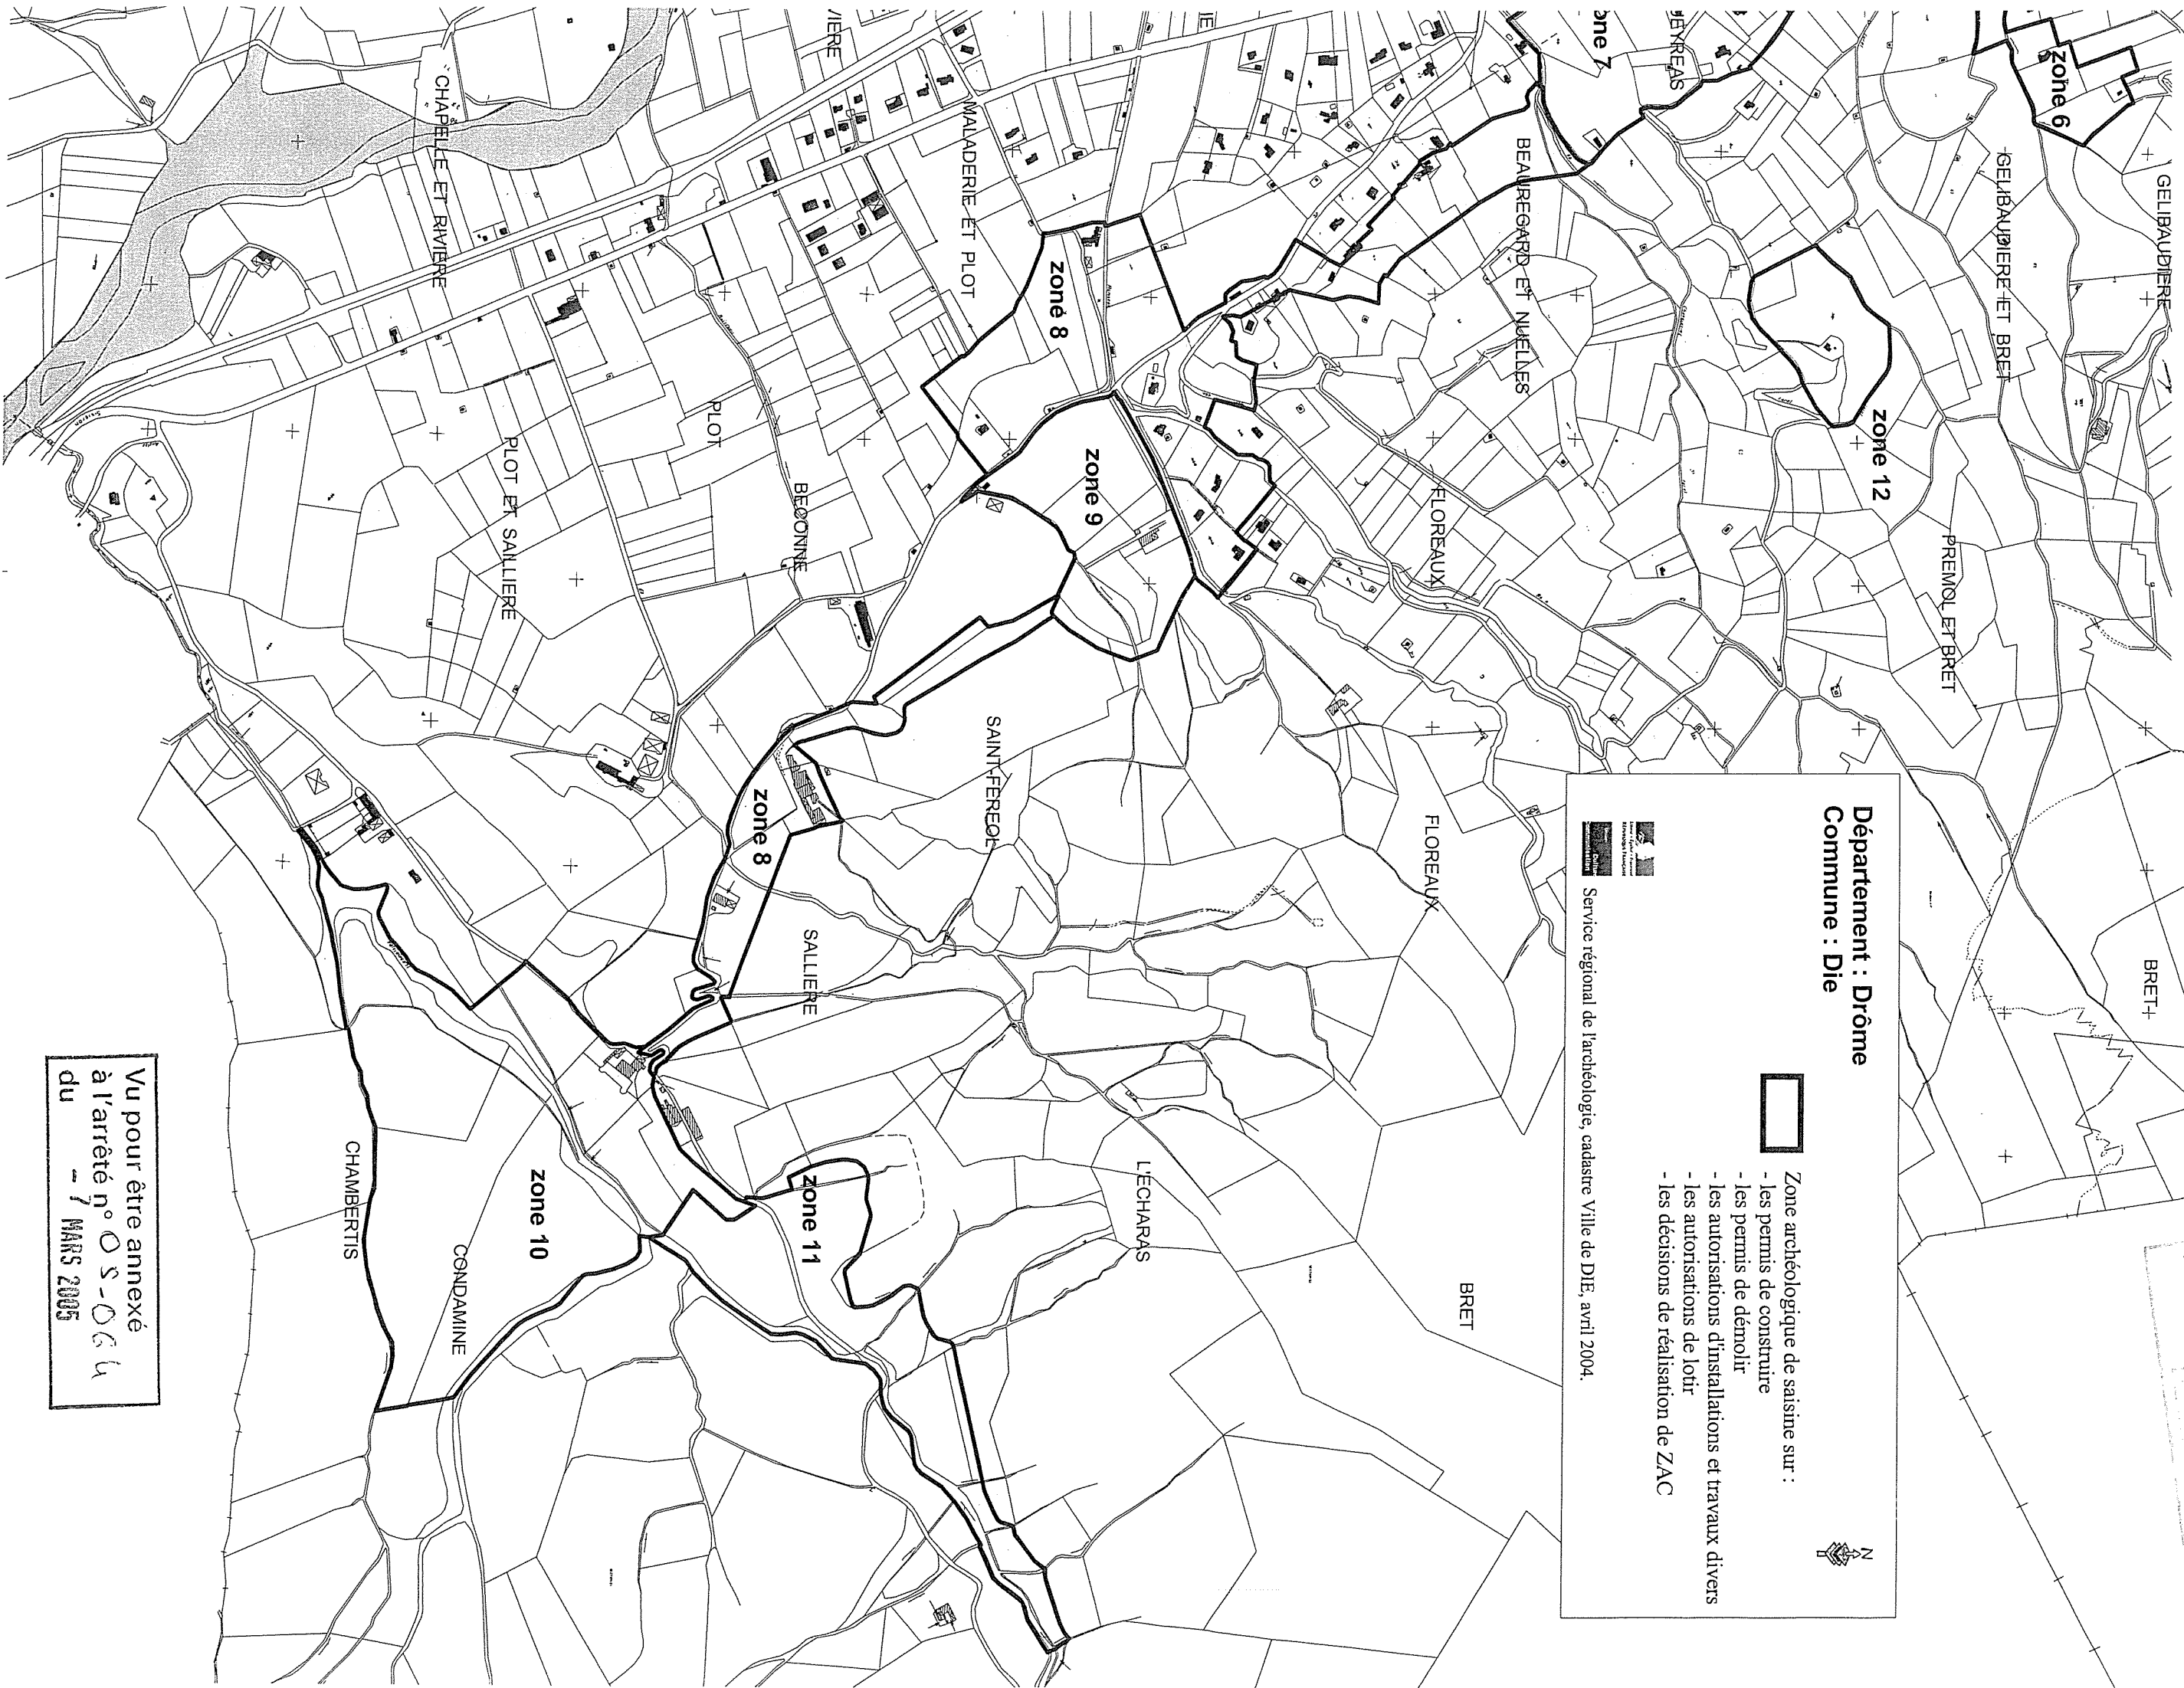 Département : Drôme
Commune : Die
Zone archéologique de saisine sur :
- les permis de construire
- les permis de démolir
- les autorisations d'installations et travaux divers
- les autorisations de lotir
- les décisions de réalisation de ZAC
N
Service régional de l'archéologie, cadastre Ville de DIE, avril 2004.
GELIBAUDIERE
zone 6
GELIBAUDIERE ET BRET
PREMOL ET BRET
BRET
zone 12
zone 7
BEAUREGARD ET NUELLES
FLOREAUX
FLOREAUX
BRET
zone 8
zone 9
MALADERIE ET PLOT
SAINT-FEREOL
L'ECHARAS
VIERE
BECONNE
SALLIERE
zone 8
zone 11
PLOT
PLOT ET SALLIERE
zone 10
CHAPELLE ET RIVIERE
CONDAMINE
CHAMBERTIS
Vu pour être annexé
à l'arrêté n° 05-064
du - 7 MARS 2005